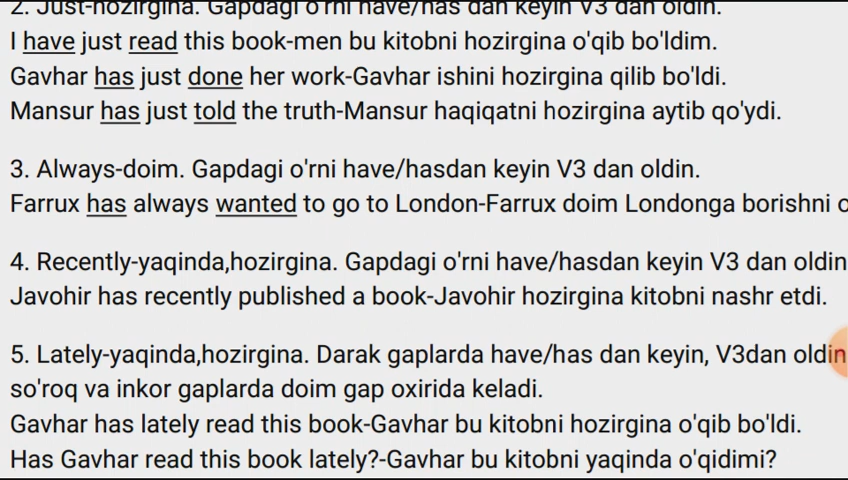 2. Just-hozirgina. Gapdagi o'rni have/has dan keyin V3 dan oldin.
I have just read this book-men bu kitobni hozirgina o'qib bo'ldim.
Gavhar has just done her work-Gavhar ishini hozirgina qilib bo'ldi.
Mansur has just told the truth-Mansur haqiqatni hozirgina aytib qo'ydi.
3. Always-doim. Gapdagi o'rni have/hasdan keyin V3 dan oldin.
Farrux has always wanted to go to London-Farrux doim Londonga borishni
4. Recently-yaqinda,hozirgina. Gapdagi o'rni have/hasdan keyin V3 dan oldin
Javohir has recently published a book-Javohir hozirgina kitobni nashr etdi.
5. Lately-yaqinda,hozirgina. Darak gaplarda have/has dan keyin, V3dan oldin
so'roq va inkor gaplarda doim gap oxirida keladi.
Gavhar has lately read this book-Gavhar bu kitobni hozirgina o'qib bo'ldi.
Has Gavhar read this book lately?-Gavhar bu kitobni yaqinda o'qidimi?